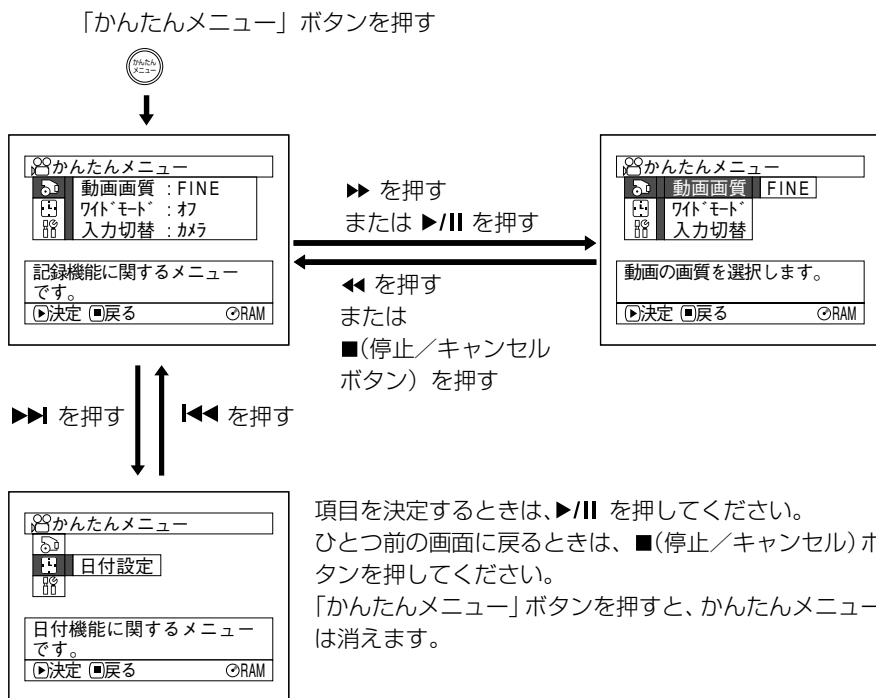 「かんたんメニュー」ボタンを押す
かんたん
メニュー
かんたんメニュー
動画画質 : FINE
ワイドモード : オフ
入力切替 : カメラ
記録機能に関するメニュー
です。
決定 戻る RAM
▶▶ を押す
または ▶/II を押す
◀◀ を押す
または
■(停止/キャンセル
ボタン) を押す
かんたんメニュー
動画画質 FINE
ワイドモード
入力切替
動画の画質を選択します。
決定 戻る RAM
▶▶I を押す
I◀◀ を押す
かんたんメニュー
日付設定
日付機能に関するメニュー
です。
決定 戻る RAM
項目を決定するときは、▶/II を押してください。
ひとつ前の画面に戻るときは、■(停止/キャンセル)ボ
タンを押してください。
「かんたんメニュー」ボタンを押すと、かんたんメニュー
は消えます。